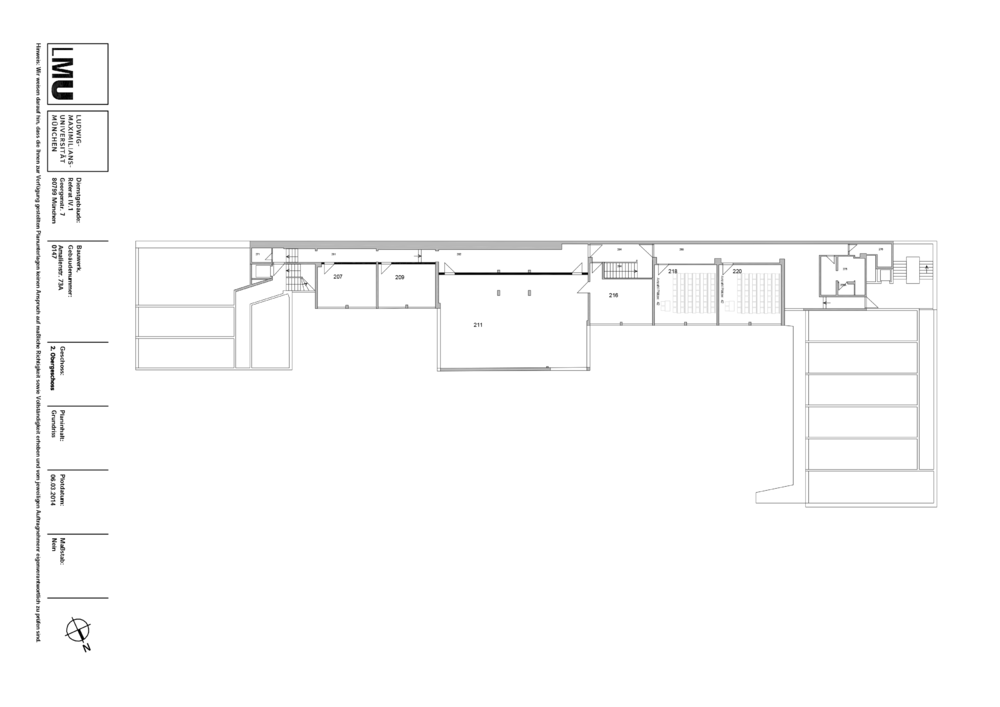 LMU
LUDWIG-
MAXIMILIANS-
UNIVERSITÄT
MÜNCHEN
Dienstgebäude:
Referat IV.1
Georgenstr. 7
80799 München
Bauwerk,
Gebäudenummer:
Amalienstr. 73A
0147
Geschoss:
2. Obergeschoss
Planinhalt:
Grundriss
Plotdatum:
06.03.2014
Maßstab:
Nein
Hinweis: Wir weisen darauf hin, dass die Ihnen zur Verfügung gestellten Planunterlagen keinen Anspruch auf maßliche Richtigkeit sowie Vollständigkeit erheben und vom jeweiligen Auftragnehmer eigenverantwortlich zu prüfen sind.
N
207
209
211
216
218
220